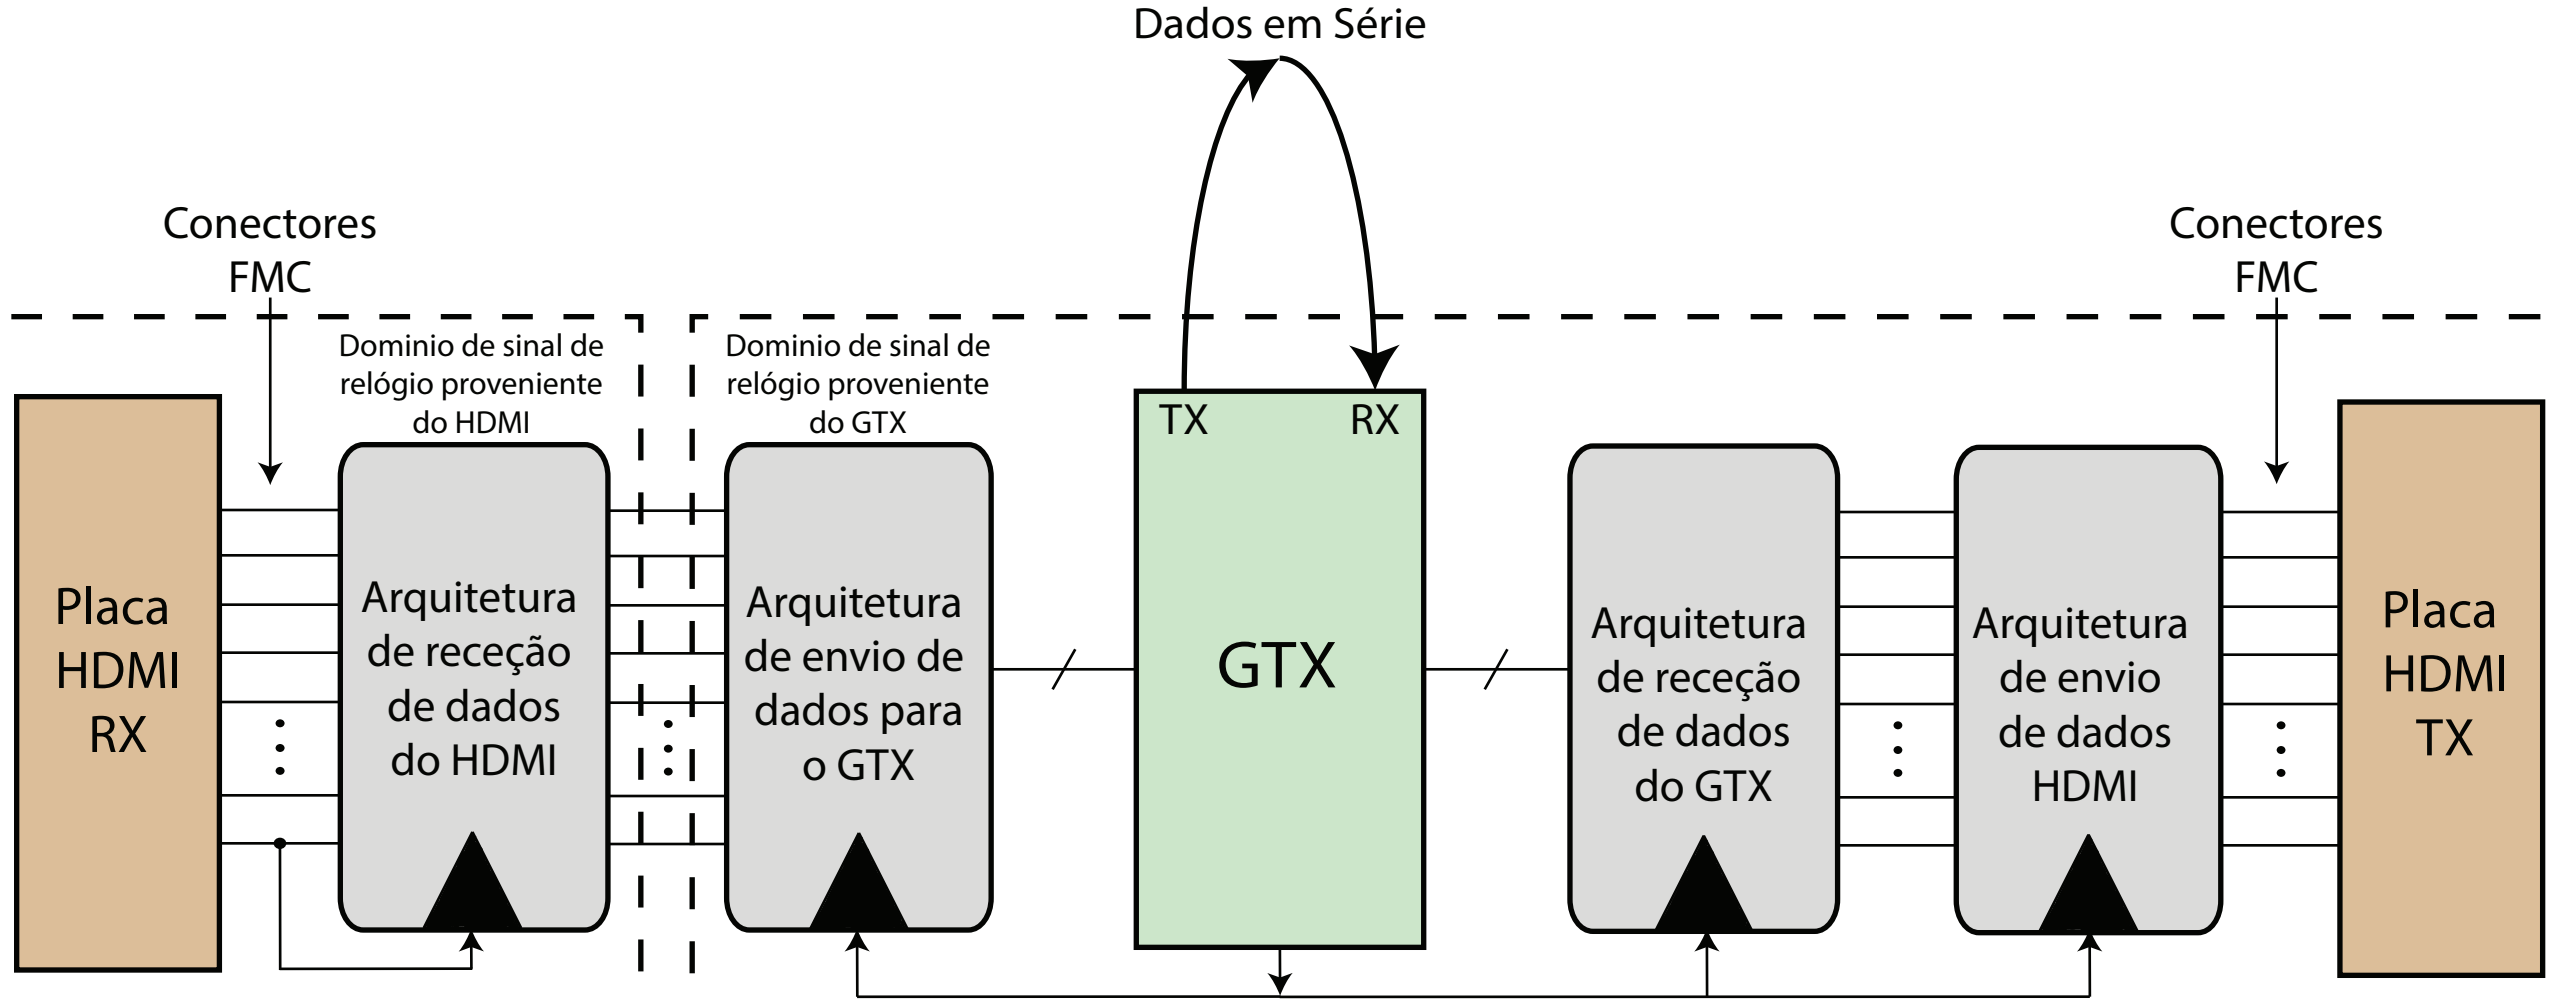 Dados em Série
Conectores
FMC
Conectores
FMC
Dominio de sinal de
relógio proveniente
do HDMI
Dominio de sinal de
relógio proveniente
do GTX
Placa
HDMI
RX
Arquitetura
de receção
de dados
do HDMI
Arquitetura
de envio de
dados para
o GTX
TX
RX
GTX
Arquitetura
de receção
de dados
do GTX
Arquitetura
de envio
de dados
HDMI
Placa
HDMI
TX